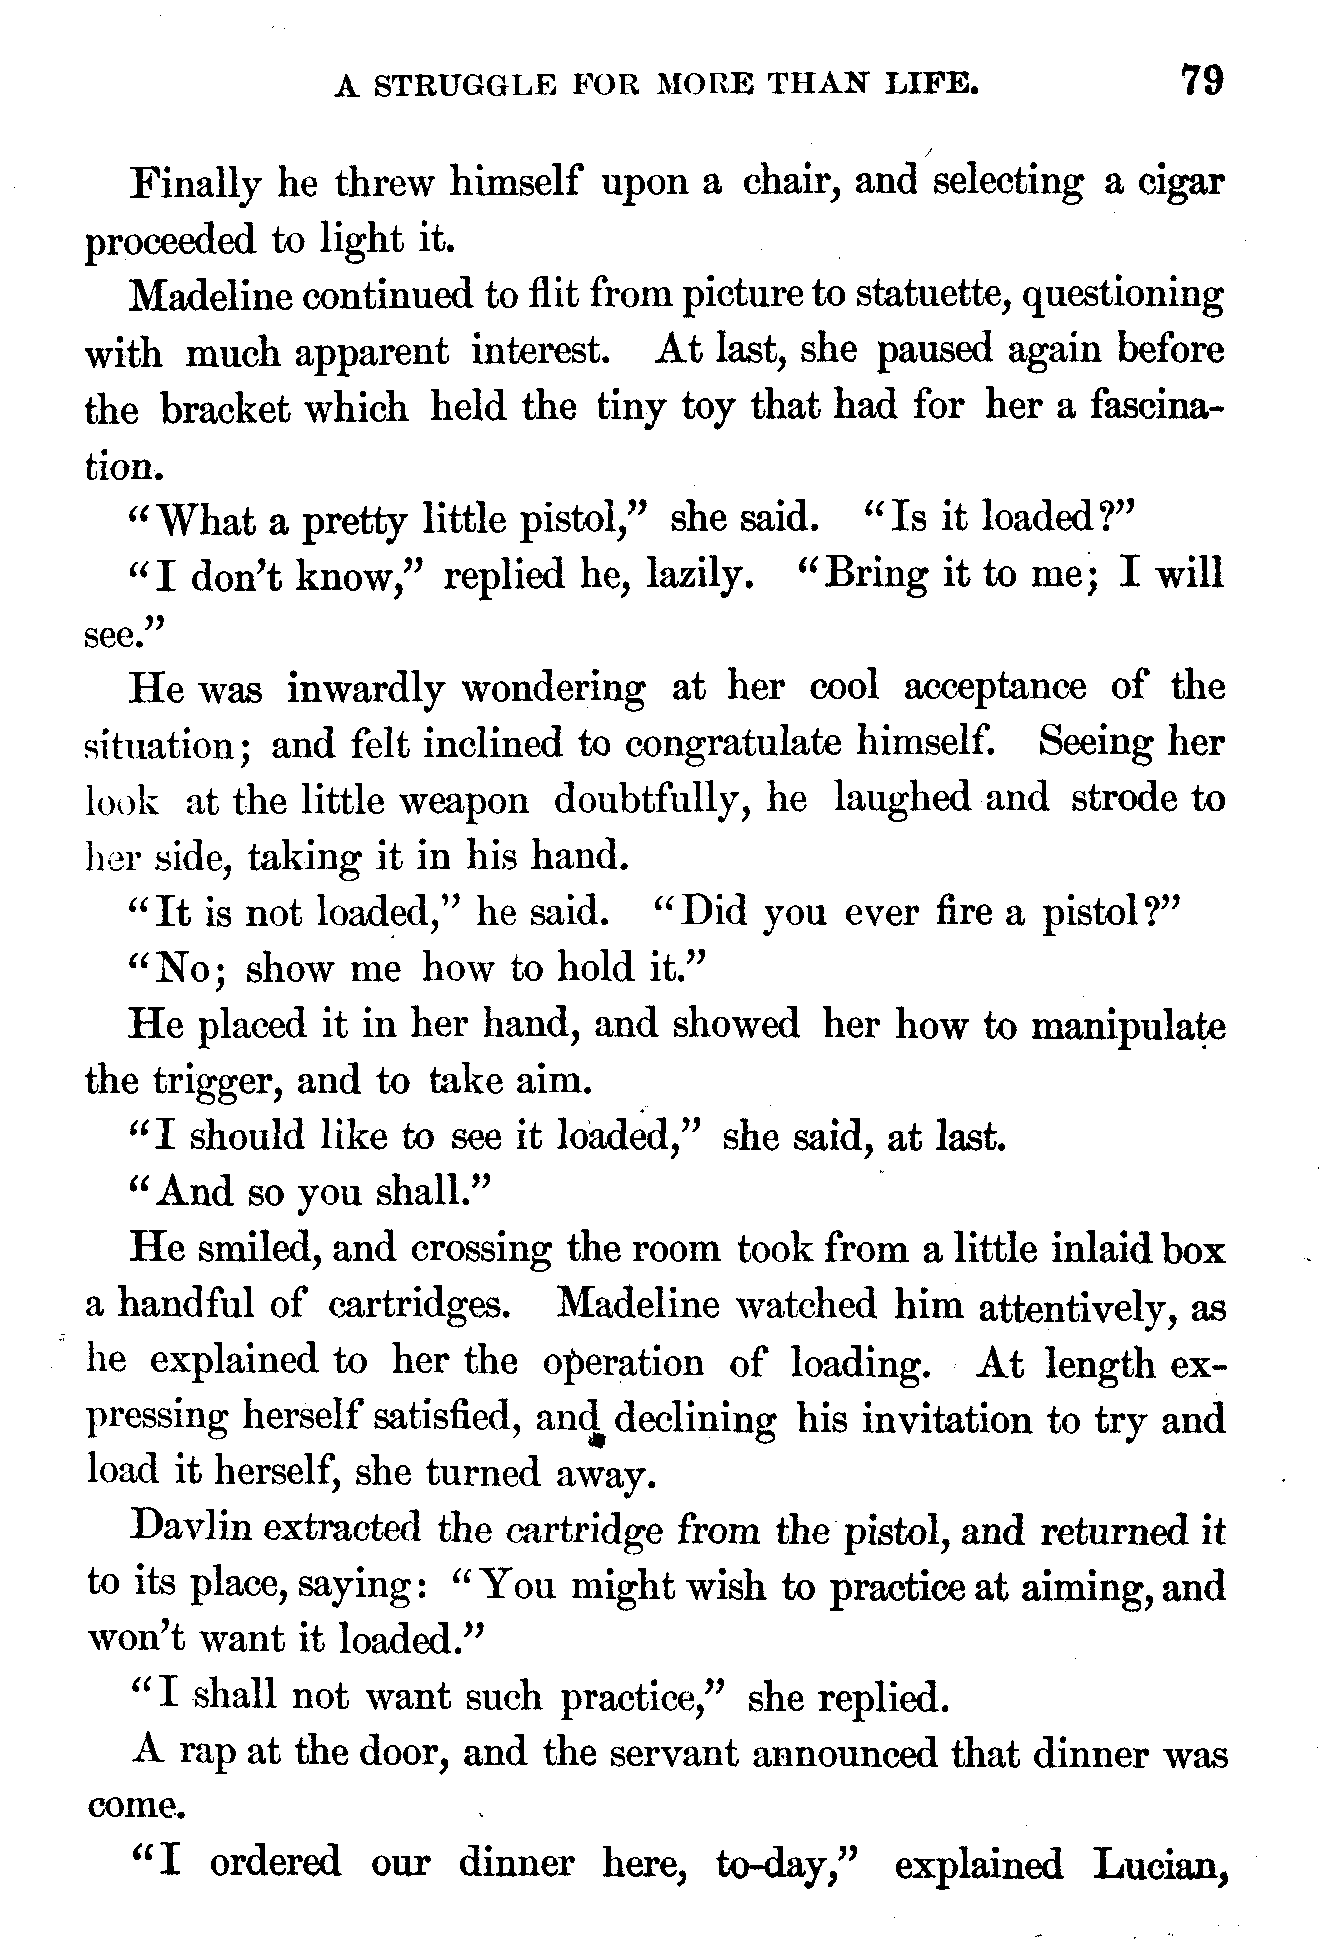 A STRUGGLE FOR MORE THAN LIFE. 79
Finally he threw himself upon a chair, and selecting a cigar
proceeded to light it.
Madeline continued to flit from picture to statuette, questioning
with much apparent interest. At last, she paused again before
the bracket which held the tiny toy that had for her a fascina-
tion.
“What a pretty little pistol,” she said. “Is it loaded?”
“I don’t know,” replied he, lazily. “Bring it to me; I will
see.”
He was inwardly wondering at her cool acceptance of the
situation; and felt inclined to congratulate himself. Seeing her
look at the little weapon doubtfully, he laughed and strode to
her side, taking it in his hand.
“It is not loaded,” he said. “Did you ever fire a pistol?”
“No; show me how to hold it.”
He placed it in her hand, and showed her how to manipulate
the trigger, and to take aim.
“I should like to see it loaded,” she said, at last.
“And so you shall.”
He smiled, and crossing the room took from a little inlaid box
a handful of cartridges. Madeline watched him attentively, as
he explained to her the operation of loading. At length ex-
pressing herself satisfied, and declining his invitation to try and
load it herself, she turned away.
Davlin extracted the cartridge from the pistol, and returned it
to its place, saying: “You might wish to practice at aiming, and
won’t want it loaded.”
“I shall not want such practice,” she replied.
A rap at the door, and the servant announced that dinner was
come.
“I ordered our dinner here, to-day,” explained Lucian,